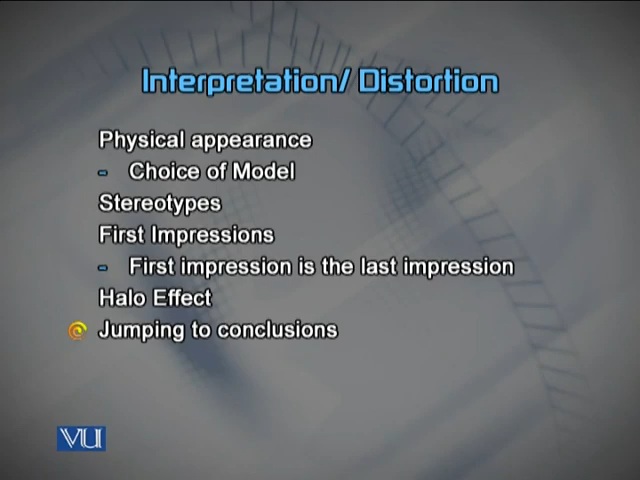 Interpretation/ Distortion
Physical appearance
- Choice of Model
Stereotypes
First Impressions
- First impression is the last impression
Halo Effect
Jumping to conclusions
VU